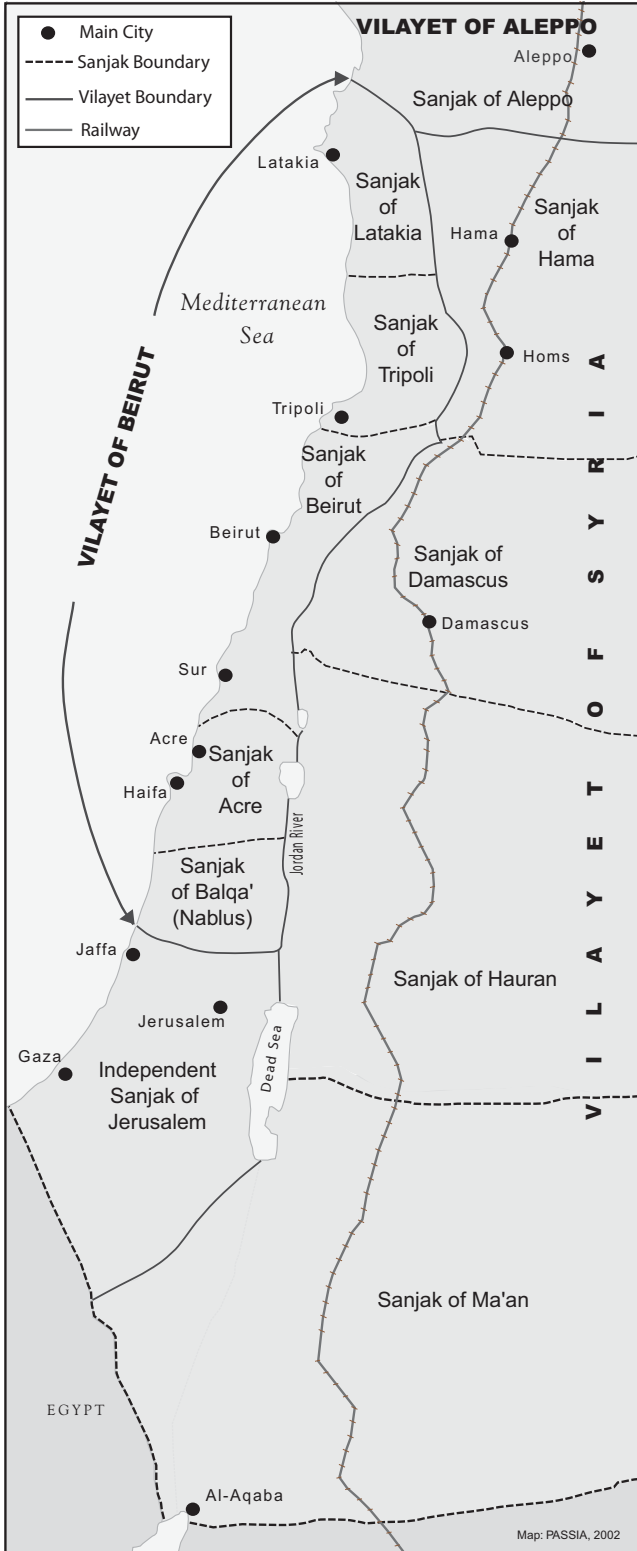 Main City
Sanjak Boundary
Vilayet Boundary
Railway
VILAYET OF ALEPPO
Aleppo
Sanjak of Aleppo
Latakia
Sanjak
of
Latakia
Hama
Sanjak
of
Hama
Mediterranean
Sea
Sanjak
of
Tripoli
Homs
VILAYET OF BEIRUT
Tripoli
Sanjak
of
Beirut
Beirut
Sanjak of
Damascus
Damascus
VILAYET OF SYRIA
Sur
Acre
Sanjak
of
Acre
Haifa
Jordan River
Sanjak
of Balqa'
(Nablus)
Jaffa
Sanjak of Hauran
Jerusalem
Dead Sea
Gaza
Independent
Sanjak of
Jerusalem
Sanjak of Ma'an
EGYPT
Al-Aqaba
Map: PASSIA, 2002